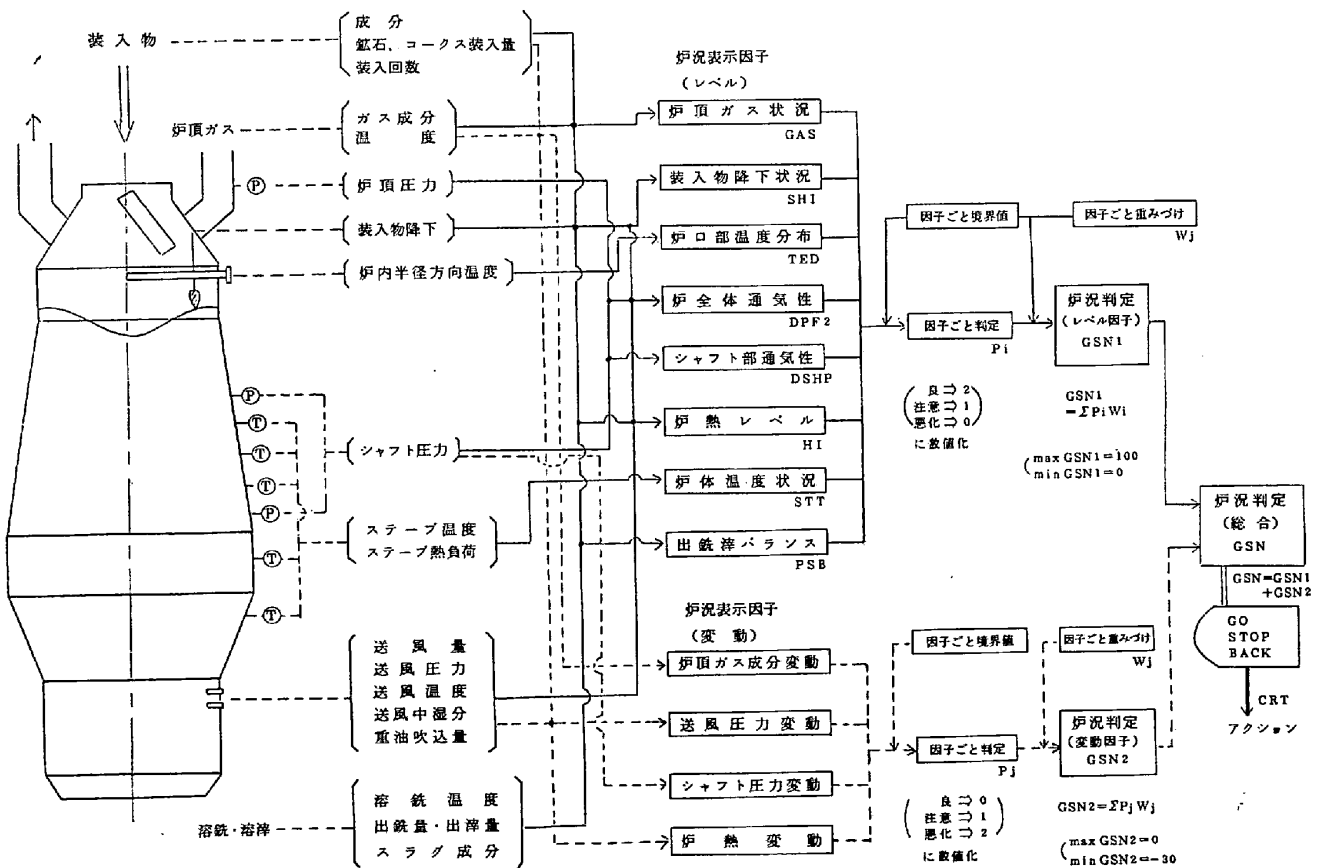 装入物
成分
鉱石、コークス装入量
装入回数
炉頂ガス
ガス成分
温度
P
炉頂圧力
装入物降下
炉内半径方向温度
P
T
T
T
P
T
T
シャフト圧力
ステーブ温度
ステーブ熱負荷
送風量
送風圧力
送風温度
送風中湿分
重油吹込量
溶銑・溶滓
溶銑温度
出銑量・出滓量
スラグ成分
炉況表示因子
(レベル)
炉頂ガス状況
GAS
装入物降下状況
SHI
炉口部温度分布
TED
炉全体通気性
DPF2
シャフト部通気性
DSHP
炉熱レベル
HI
炉体温度状況
STT
出銑滓バランス
PSB
炉況表示因子
(変動)
炉頂ガス成分変動
送風圧力変動
シャフト圧力変動
炉熱変動
因子ごと境界値
因子ごと重みづけ
Wj
因子ごと判定
Pi
炉況判定
(レベル因子)
GSN1
良⇒2
注意⇒1
悪化⇒0
に数値化
GSN1
=ΣPiWi
max GSN1=100
min GSN1=0
炉況判定
(総合)
GSN
GSN=GSN1
+GSN2
GO
STOP
BACK
CRT
アクション
因子ごと境界値
因子ごと重みづけ
Wj
因子ごと判定
Pj
炉況判定
(変動因子)
GSN2
良⇒0
注意⇒1
悪化⇒2
に数値化
GSN2=ΣPjWj
max GSN2=0
min GSN2=-30